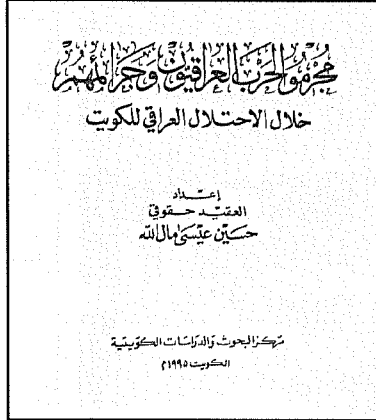 مجرمو الحرب العراقيون وجرائمهم
خلال الاحتلال العراقي للكويت
إعداد
العقيد حقوقي
حسين عيسى مال الله
مركز البحوث والدراسات الكويتية
الكويت ١٩٩٥م